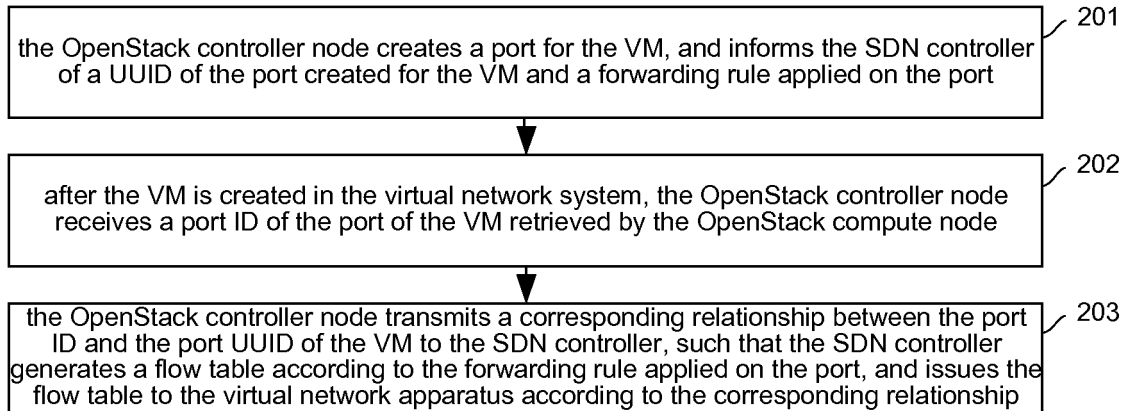 201
the OpenStack controller node creates a port for the VM, and informs the SDN controller
of a UUID of the port created for the VM and a forwarding rule applied on the port
202
after the VM is created in the virtual network system, the OpenStack controller node
receives a port ID of the port of the VM retrieved by the OpenStack compute node
203
the OpenStack controller node transmits a corresponding relationship between the port
ID and the port UUID of the VM to the SDN controller, such that the SDN controller
generates a flow table according to the forwarding rule applied on the port, and issues the
flow table to the virtual network apparatus according to the corresponding relationship